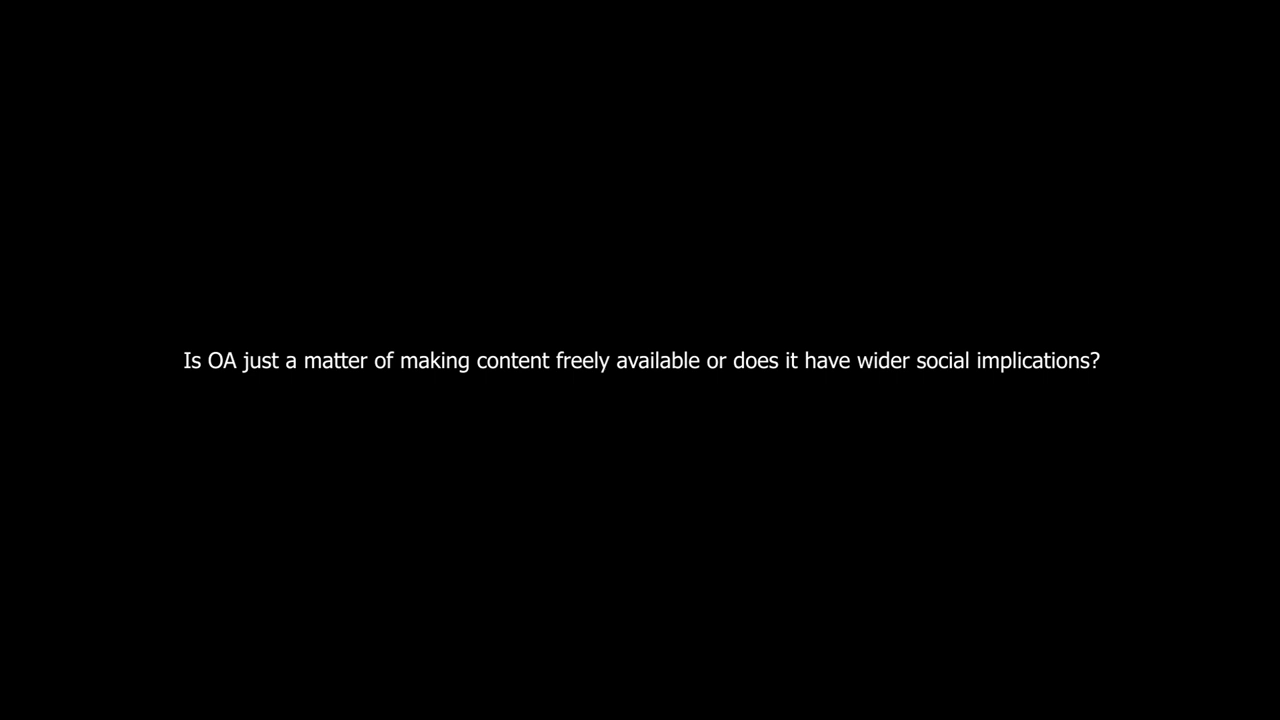 Is OA just a matter of making content freely available or does it have wider social implications?